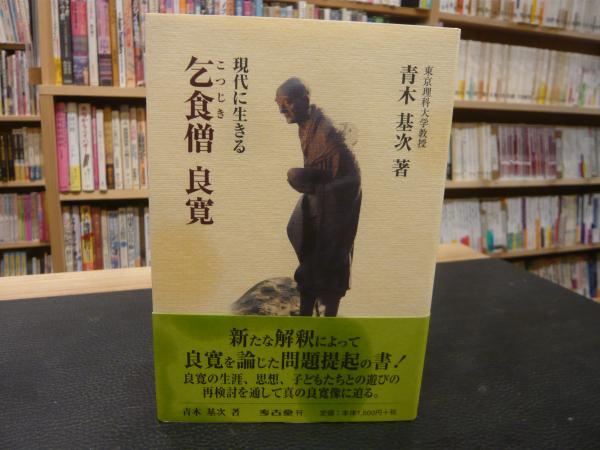 現代に生きる
こつじき
乞食僧 良寛
東京理科大学教授
青木 基次 著
新たな解釈によって
良寛を論じた問題提起の書！
良寛の生涯、思想、子どもたちとの遊びの
再検討を通して真の良寛像に迫る。
青木 基次 著 考古堂刊 定価：本体1,600円+税